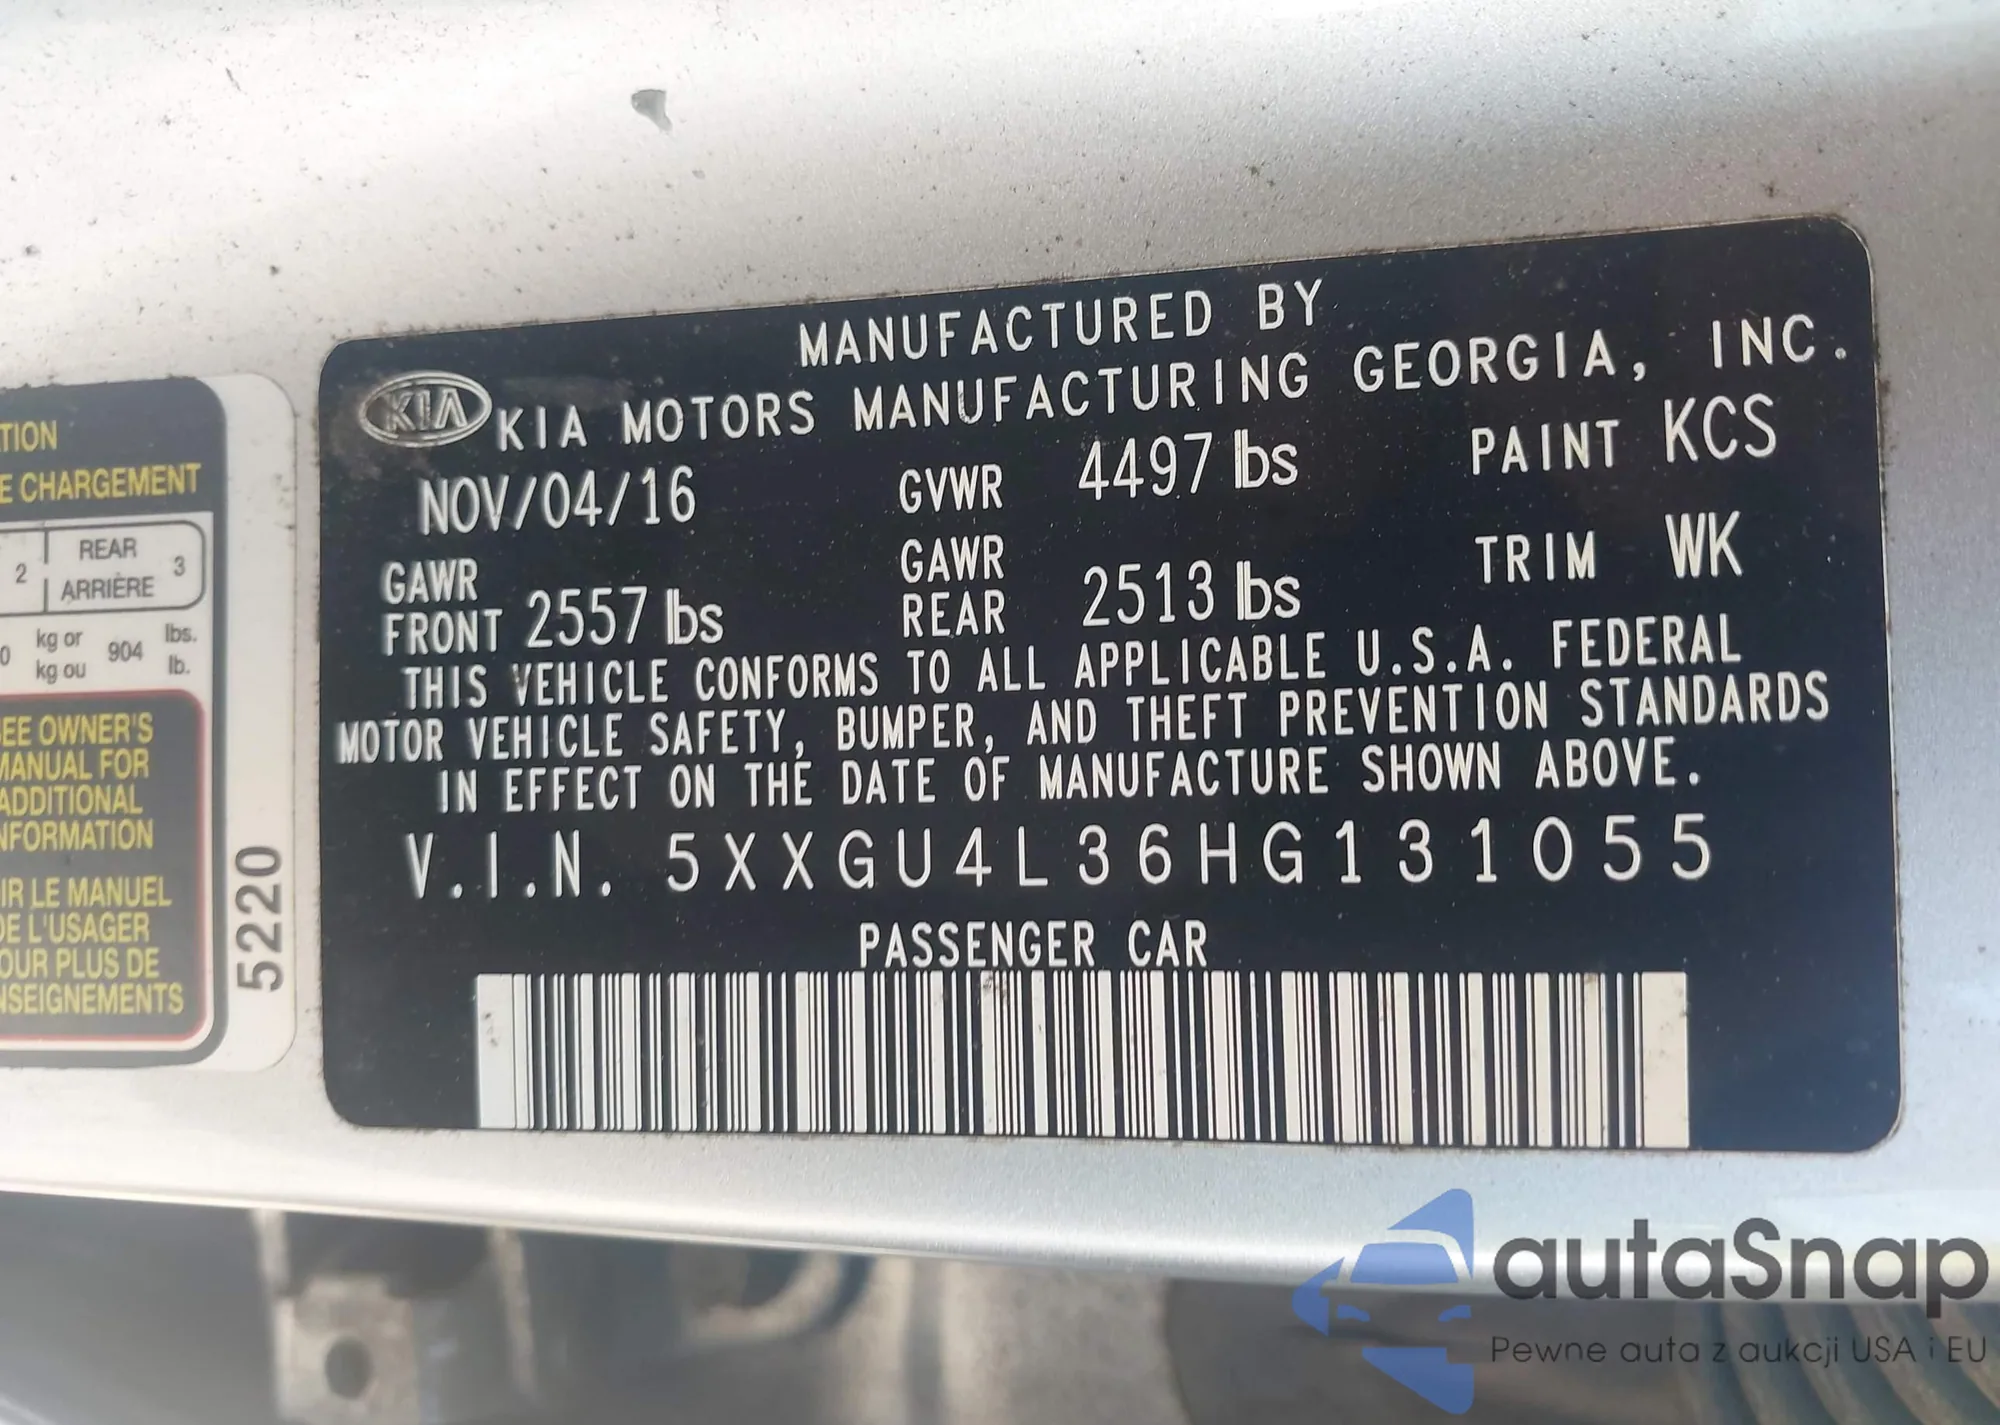 TION
E CHARGEMENT
2 REAR 3
ARRIÈRE
0 kg or 904 lbs.
kg ou lb.
EE OWNER'S
MANUAL FOR
ADDITIONAL
NFORMATION
IR LE MANUEL
DE L'USAGER
OUR PLUS DE
NSEIGNEMENTS
5220
MANUFACTURED BY
KIA KIA MOTORS MANUFACTURING GEORGIA, INC.
NOV/04/16 GVWR 4497 lbs PAINT KCS
GAWR FRONT 2557 lbs GAWR REAR 2513 lbs TRIM WK
THIS VEHICLE CONFORMS TO ALL APPLICABLE U.S.A. FEDERAL
MOTOR VEHICLE SAFETY, BUMPER, AND THEFT PREVENTION STANDARDS
IN EFFECT ON THE DATE OF MANUFACTURE SHOWN ABOVE.
V.I.N. 5XXGU4L36HG131055
PASSENGER CAR
autaSnap
Pewne auta z aukcji USA i EU